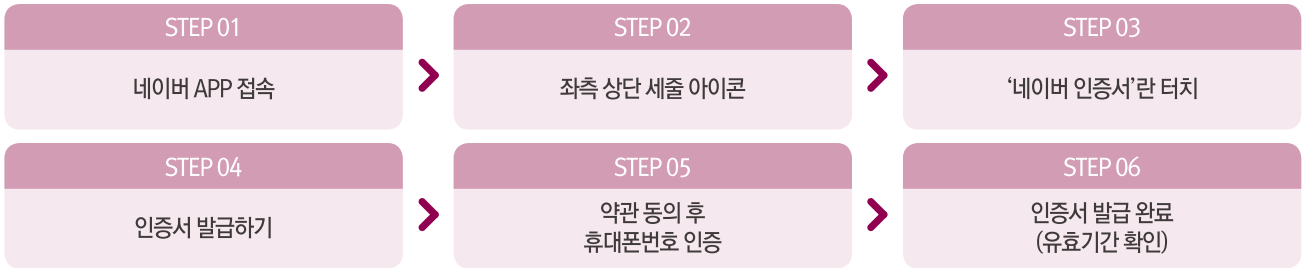 STEP 01
네이버 APP 접속
STEP 02
좌측 상단 세줄 아이콘
STEP 03
‘네이버 인증서’란 터치
STEP 04
인증서 발급하기
STEP 05
약관 동의 후
휴대폰번호 인증
STEP 06
인증서 발급 완료
(유효기간 확인)